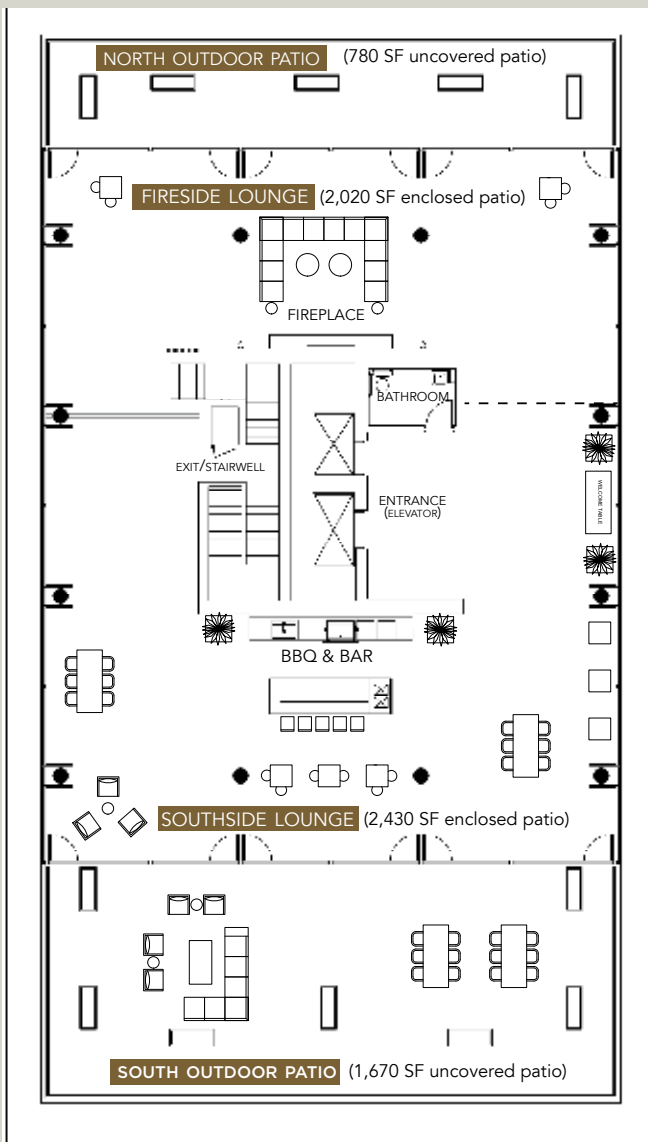 NORTH OUTDOOR PATIO (780 SF uncovered patio)
FIRESIDE LOUNGE (2,020 SF enclosed patio)
FIREPLACE
BATHROOM
EXIT/STAIRWELL
ENTRANCE
(ELEVATOR)
WELCOME TABLE
BBQ & BAR
SOUTHSIDE LOUNGE (2,430 SF enclosed patio)
SOUTH OUTDOOR PATIO (1,670 SF uncovered patio)